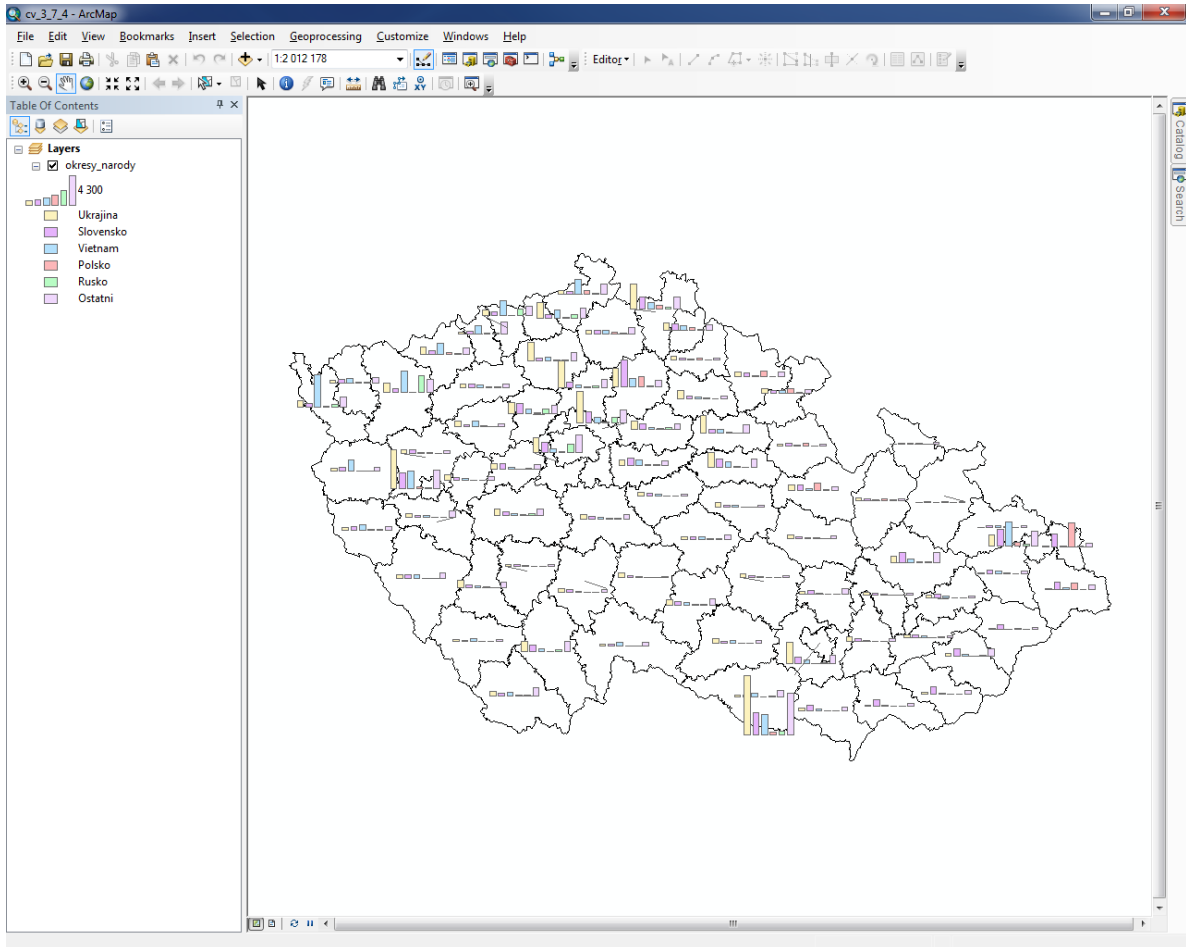 cv_3_7_4 - ArcMap
File Edit View Bookmarks Insert Selection Geoprocessing Customize Windows Help
1:2 012 178
Editor
Table Of Contents
Layers
okresy_narody
4 300
Ukrajina
Slovensko
Vietnam
Polsko
Rusko
Ostatni
Catalog
Search